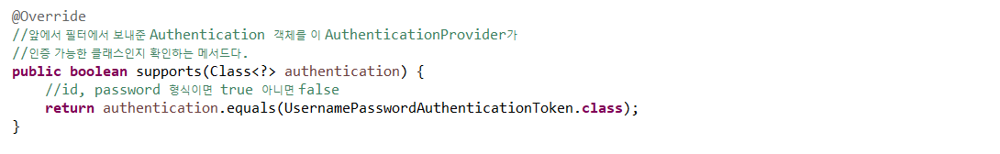 @Override
//앞에서 필터에서 보내준 Authentication 객체를 이 AuthenticationProvider가
//인증 가능한 클래스인지 확인하는 메서드다.
public boolean supports(Class<?> authentication) {
//id, password 형식이면 true 아니면 false
return authentication.equals(UsernamePasswordAuthenticationToken.class);
}